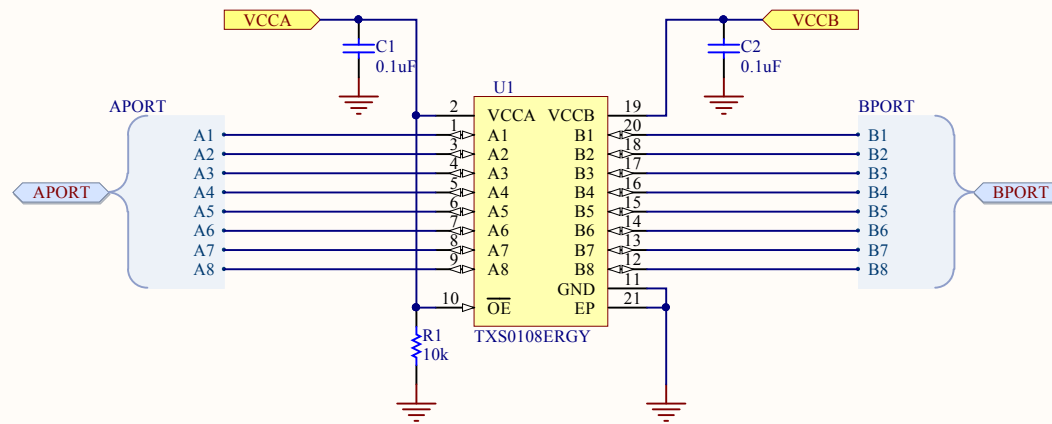 VCCA
VCCB
C1
0.1uF
C2
0.1uF
U1
APORT
BPORT
2 VCCA VCCB 19
A1 1 A1 B1 20 B1
A2 3 A2 B2 18 B2
A3 4 A3 B3 17 B3
A4 5 A4 B4 16 B4
APORT
BPORT
A5 6 A5 B5 15 B5
A6 7 A6 B6 14 B6
A7 8 A7 B7 13 B7
A8 9 A8 B8 12 B8
GND 11
10 OE EP 21
R1
10k
TXS0108ERGY